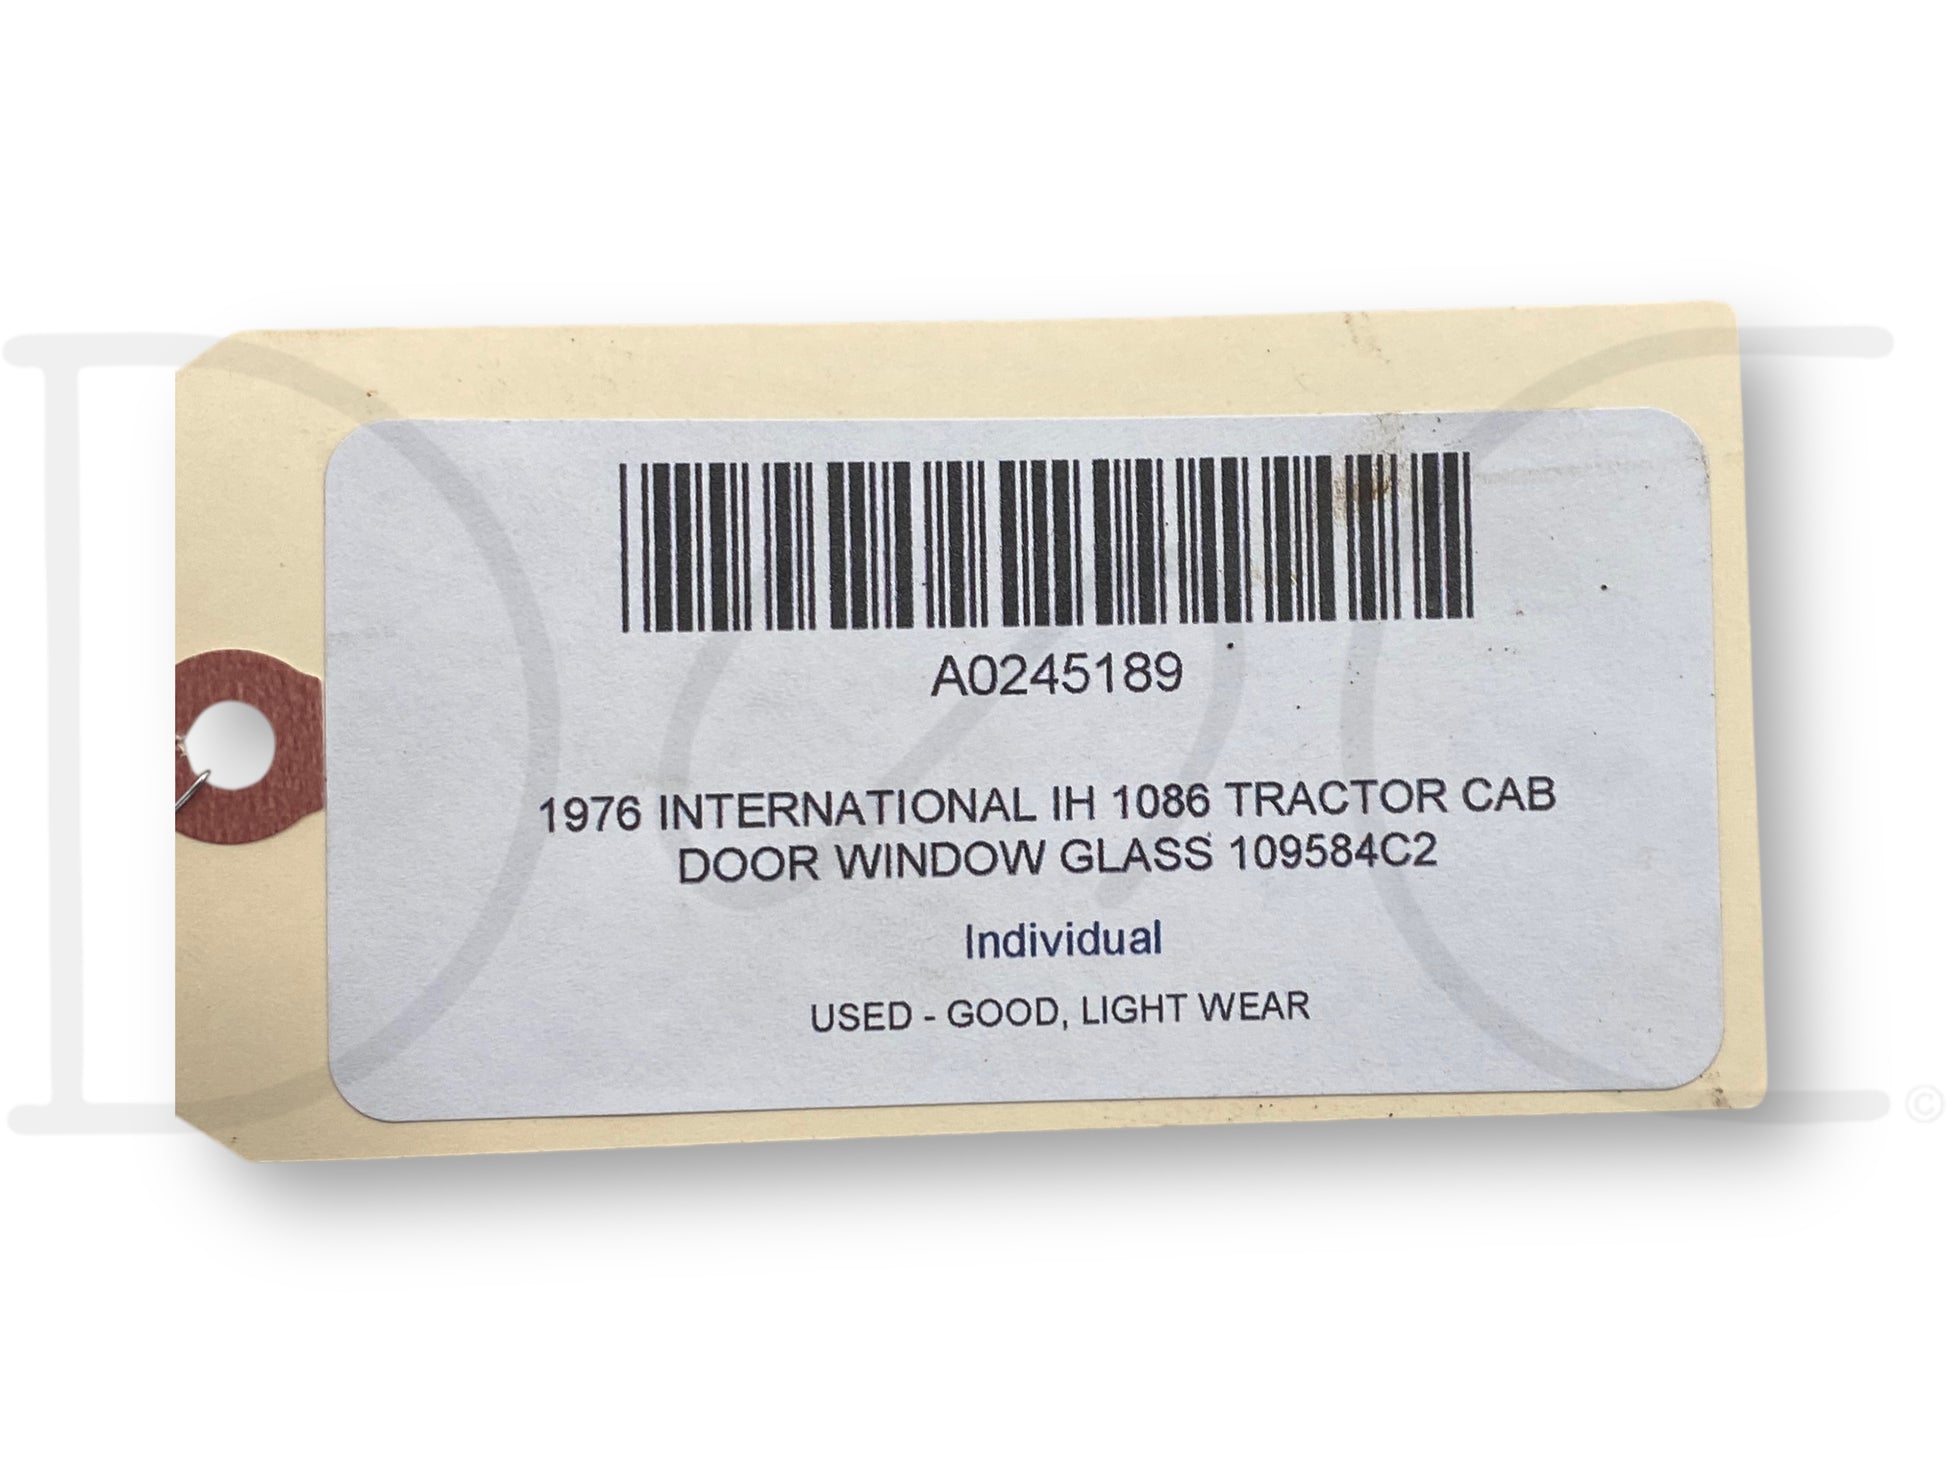 A0245189
1976 INTERNATIONAL IH 1086 TRACTOR CAB
DOOR WINDOW GLASS 109584C2
Individual
USED - GOOD, LIGHT WEAR
©